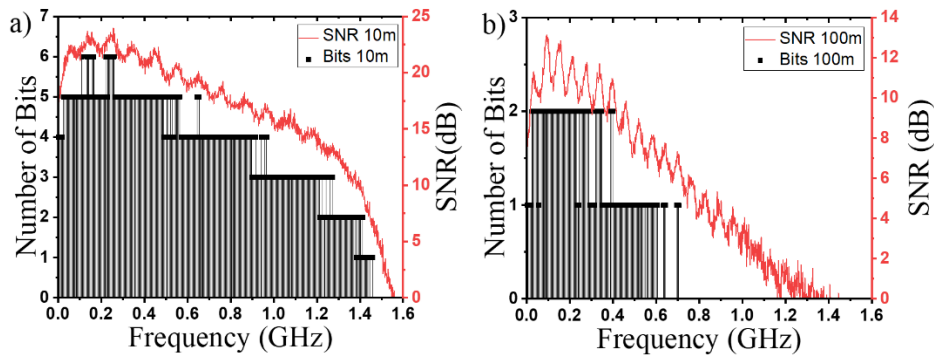 a)
SNR 10m
Bits 10m
Number of Bits
7
6
5
4
3
2
1
0
25
20
15
10
5
0
SNR(dB)
0.0 0.2 0.4 0.6 0.8 1.0 1.2 1.4 1.6
Frequency (GHz)
b)
SNR 100m
Bits 100m
Number of Bits
3
2
1
0
14
12
10
8
6
4
2
0
SNR (dB)
0.0 0.2 0.4 0.6 0.8 1.0 1.2 1.4 1.6
Frequency (GHz)